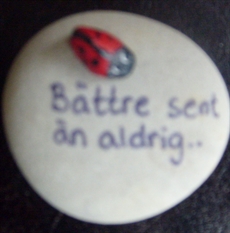 Bättre sent
än aldrig..